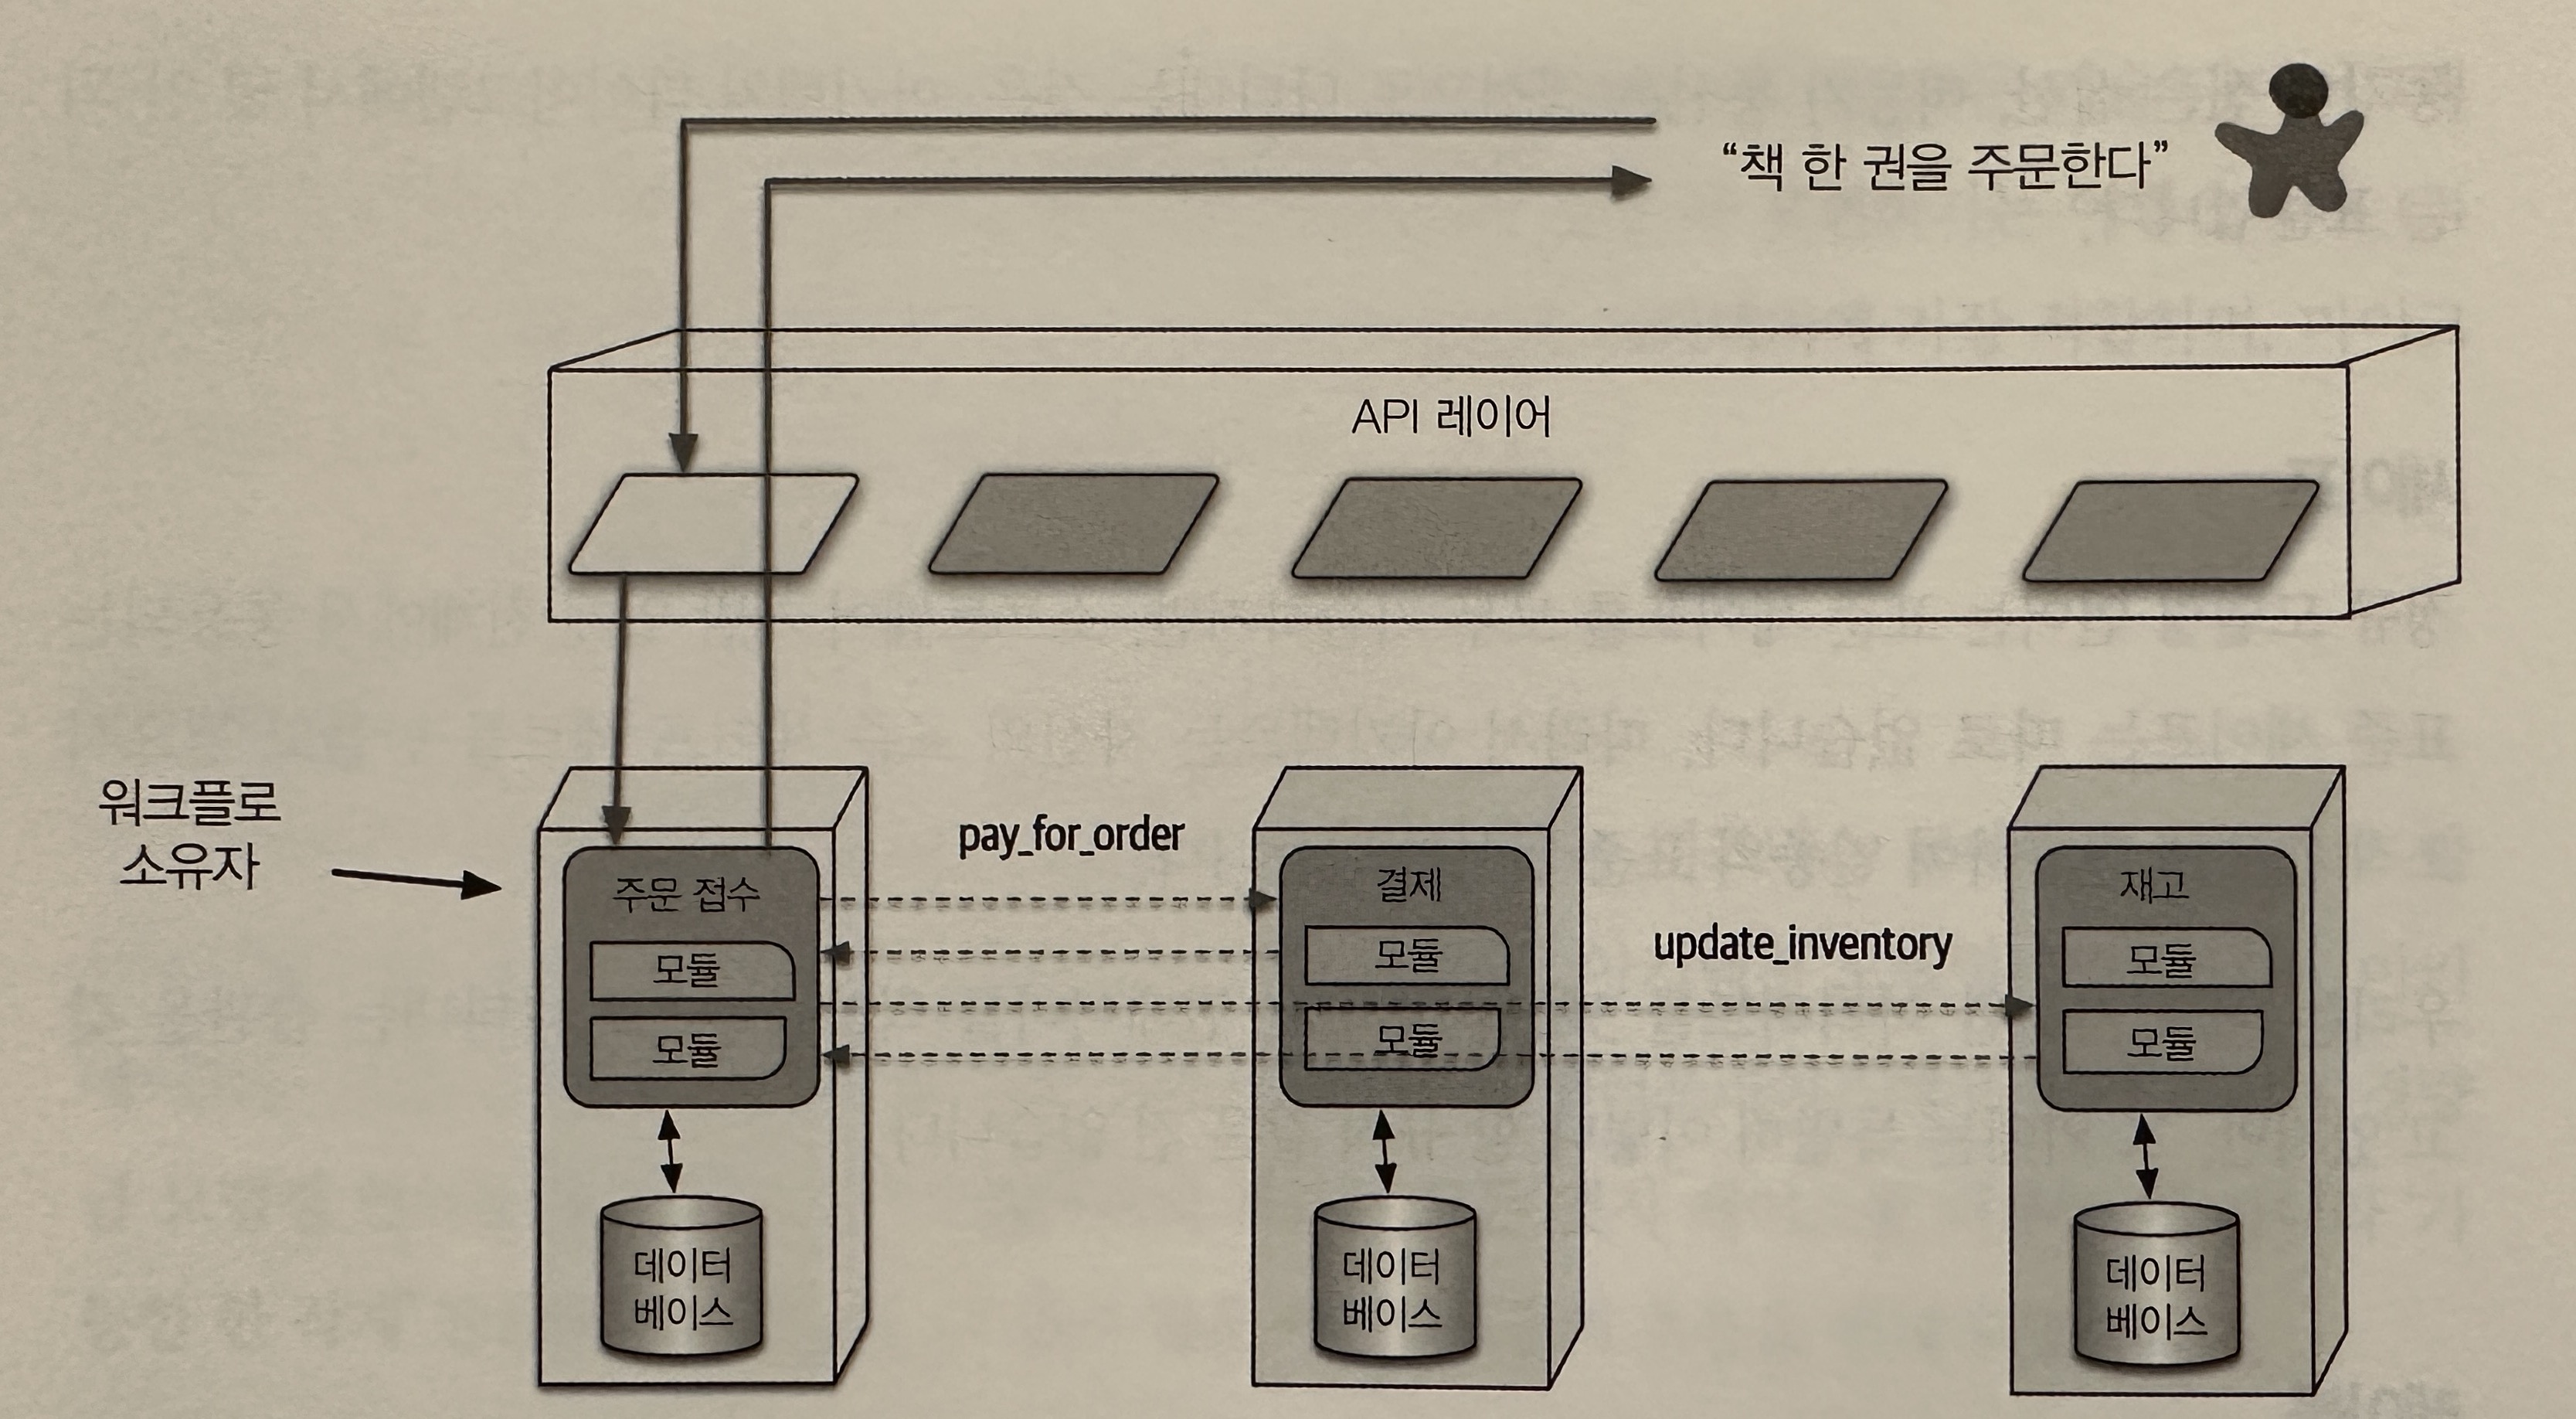 “책 한 권을 주문한다”
API 레이어
워크플로
소유자
pay_for_order
update_inventory
주문 접수
모듈
모듈
데이터
베이스
결제
모듈
모듈
데이터
베이스
재고
모듈
모듈
데이터
베이스